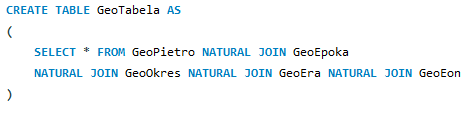 CREATE TABLE GeoTabela AS
(
SELECT * FROM GeoPietro NATURAL JOIN GeoEpoka
NATURAL JOIN GeoOkres NATURAL JOIN GeoEra NATURAL JOIN GeoEon
)